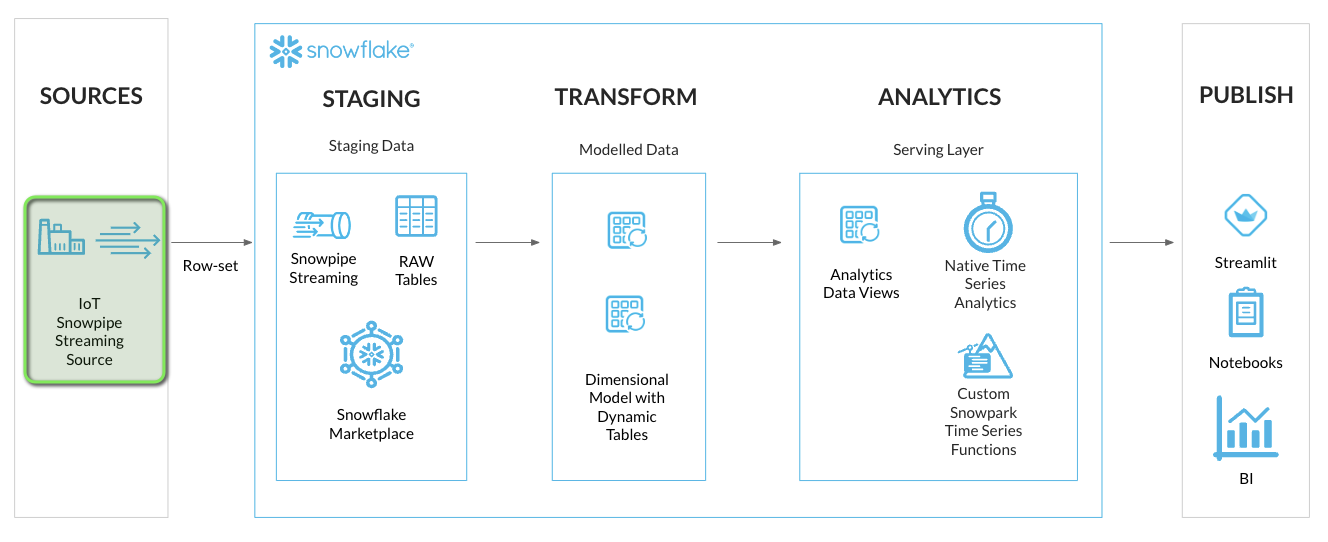 SOURCES
IoT
Snowpipe
Streaming
Source
Row-set
snowflake®
STAGING
Staging Data
Snowpipe
Streaming
RAW
Tables
Snowflake
Marketplace
TRANSFORM
Modelled Data
Dimensional
Model with
Dynamic
Tables
ANALYTICS
Serving Layer
Analytics
Data Views
Native Time
Series
Analytics
Custom
Snowpark
Time Series
Functions
PUBLISH
Streamlit
Notebooks
BI